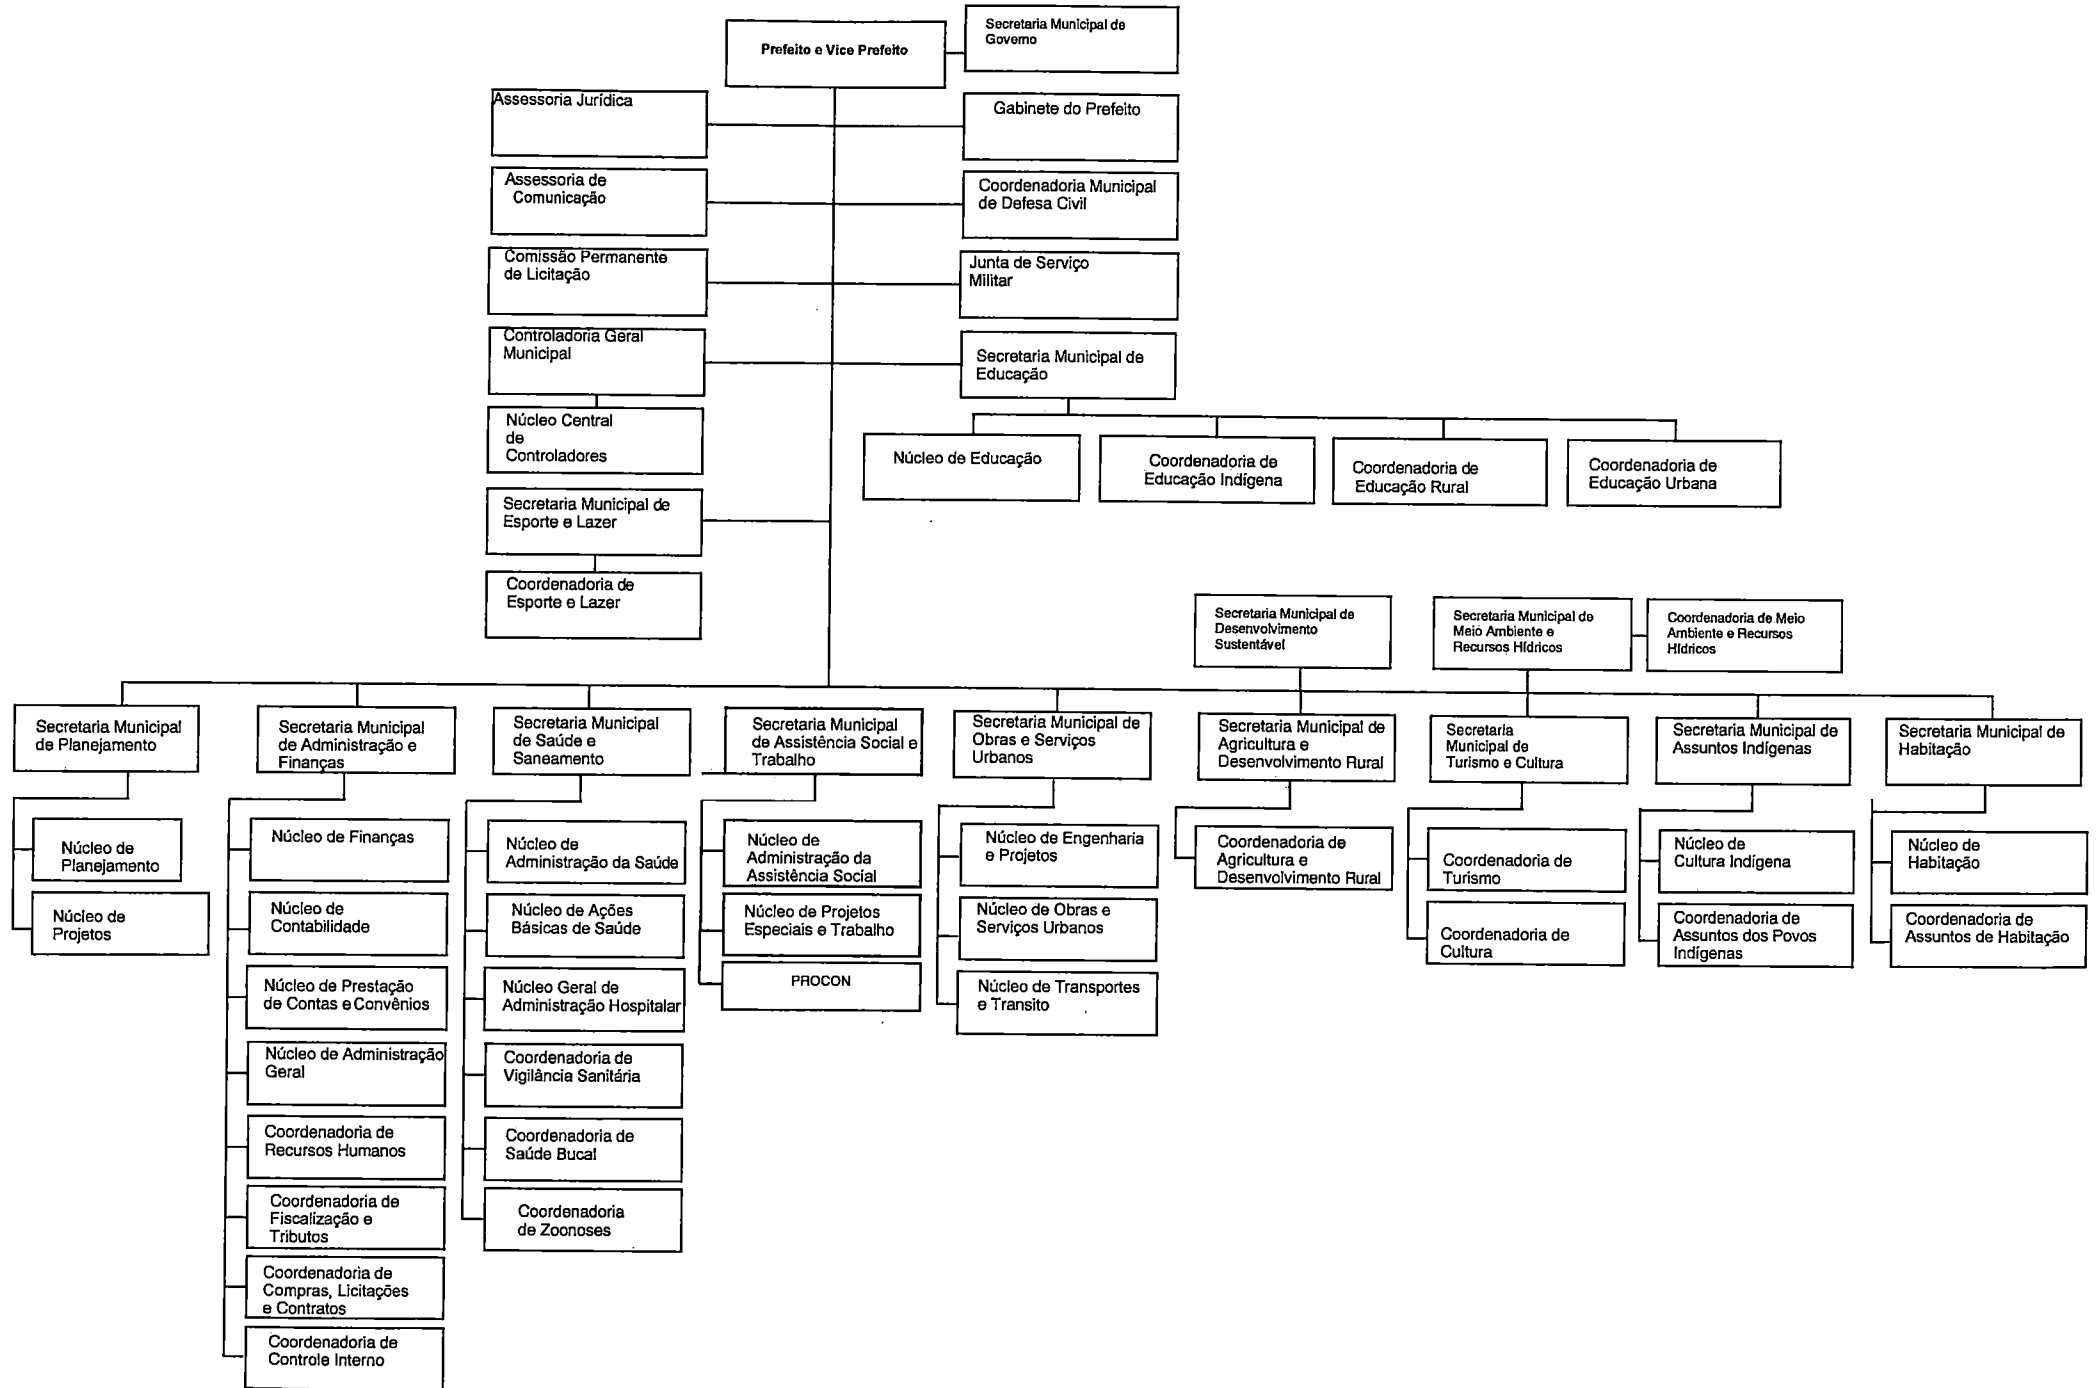 Prefeito e Vice Prefeito
Secretaria Municipal de
Governo
Assessoria Jurídica
Gabinete do Prefeito
Assessoria de
Comunicação
Coordenadoria Municipal
de Defesa Civil
Comissão Permanente
de Licitação
Junta de Serviço
Militar
Controladoria Geral
Municipal
Secretaria Municipal de
Educação
Núcleo Central
de
Controladores
Núcleo de Educação
Coordenadoria de
Educação Indígena
Coordenadoria de
Educação Rural
Coordenadoria de
Educação Urbana
Secretaria Municipal de
Esporte e Lazer
Coordenadoria de
Esporte e Lazer
Secretaria Municipal de
Desenvolvimento
Sustentável
Secretaria Municipal de
Meio Ambiente e
Recursos Hídricos
Coordenadoria de Meio
Ambiente e Recursos
Hídricos
Secretaria Municipal
de Planejamento
Secretaria Municipal
de Administração e
Finanças
Secretaria Municipal
de Saúde e
Saneamento
Secretaria Municipal
de Assistência Social e
Trabalho
Secretaria Municipal de
Obras e Serviços
Urbanos
Secretaria Municipal de
Agricultura e
Desenvolvimento Rural
Secretaria
Municipal de
Turismo e Cultura
Secretaria Municipal de
Assuntos Indígenas
Secretaria Municipal de
Habitação
Núcleo de
Planejamento
Núcleo de
Projetos
Núcleo de Finanças
Núcleo de
Contabilidade
Núcleo de Prestação
de Contas e Convênios
Núcleo de Administração
Geral
Coordenadoria de
Recursos Humanos
Coordenadoria de
Fiscalização e
Tributos
Coordenadoria de
Compras, Licitações
e Contratos
Coordenadoria de
Controle Interno
Núcleo de
Administração da Saúde
Núcleo de Ações
Básicas de Saúde
Núcleo Geral de
Administração Hospitalar
Coordenadoria de
Vigilância Sanitária
Coordenadoria de
Saúde Bucal
Coordenadoria
de Zoonoses
Núcleo de
Administração da
Assistência Social
Núcleo de Projetos
Especiais e Trabalho
PROCON
Núcleo de Engenharia
e Projetos
Núcleo de Obras e
Serviços Urbanos
Núcleo de Transportes
e Transito
Coordenadoria de
Agricultura e
Desenvolvimento Rural
Coordenadoria de
Turismo
Coordenadoria de
Cultura
Núcleo de
Cultura Indígena
Coordenadoria de
Assuntos dos Povos
Indígenas
Núcleo de
Habitação
Coordenadoria de
Assuntos de Habitação